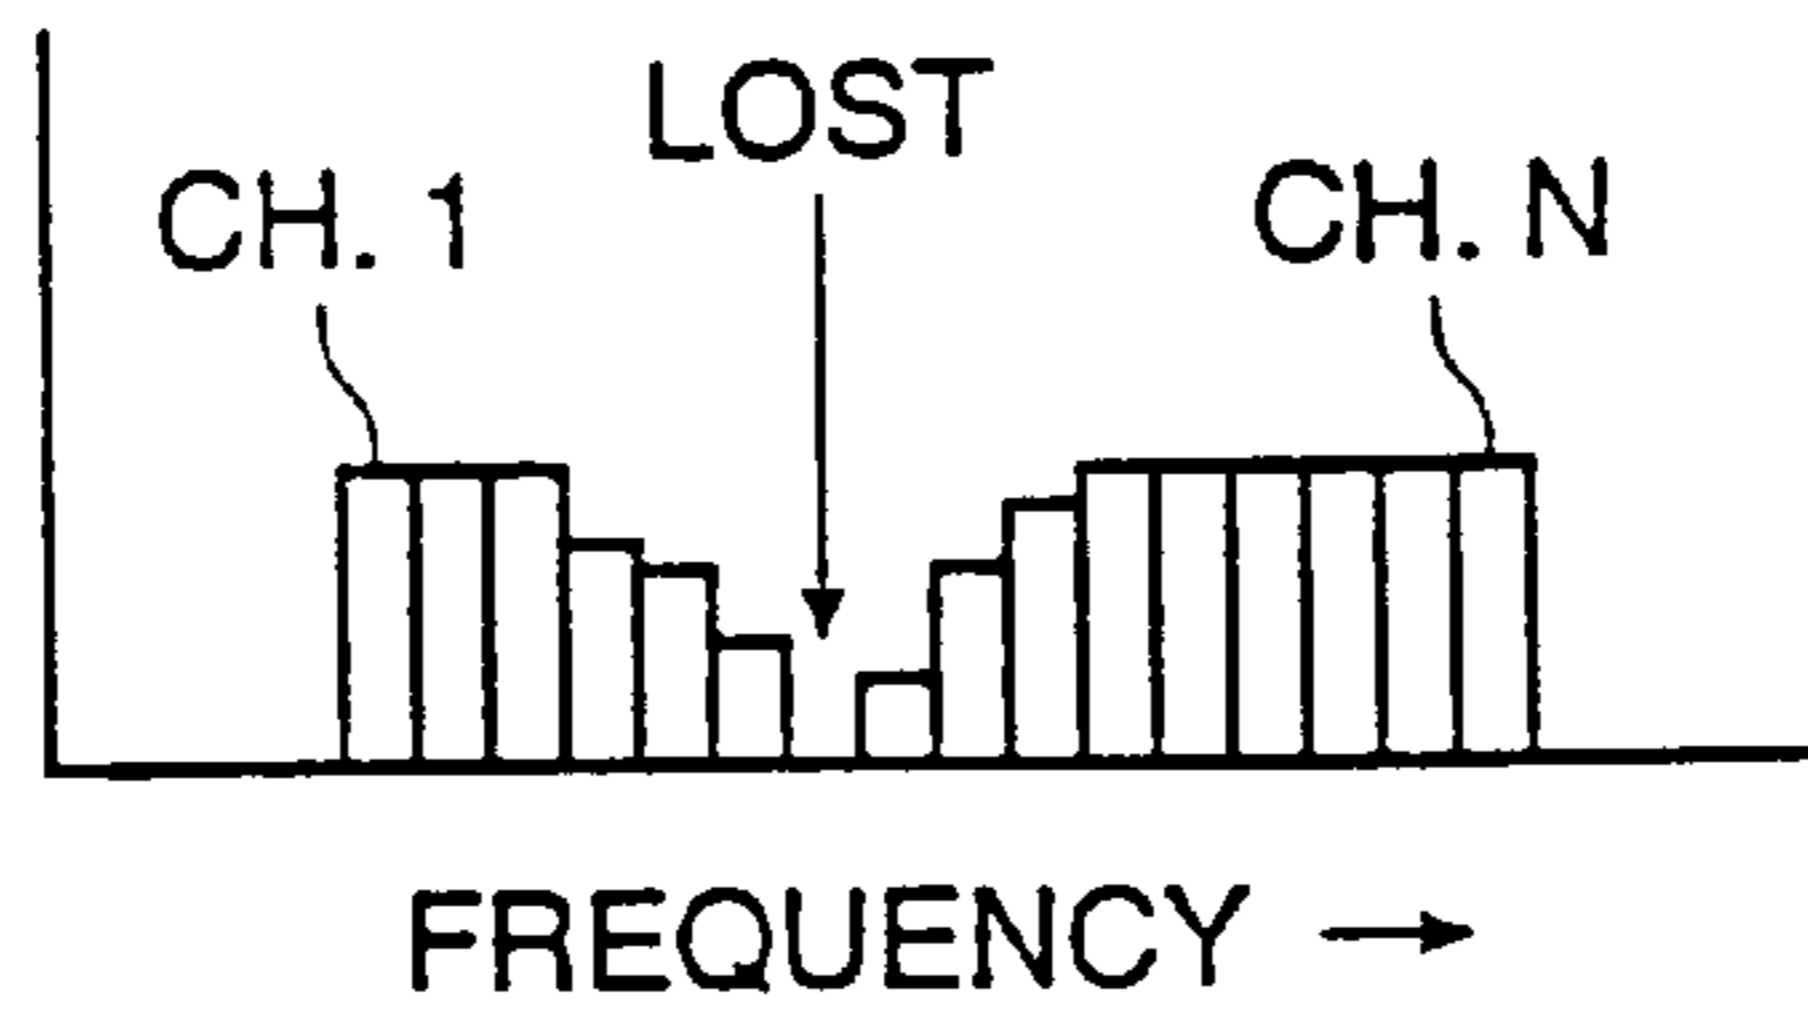 LOST
CH. 1
CH. N
FREQUENCY →